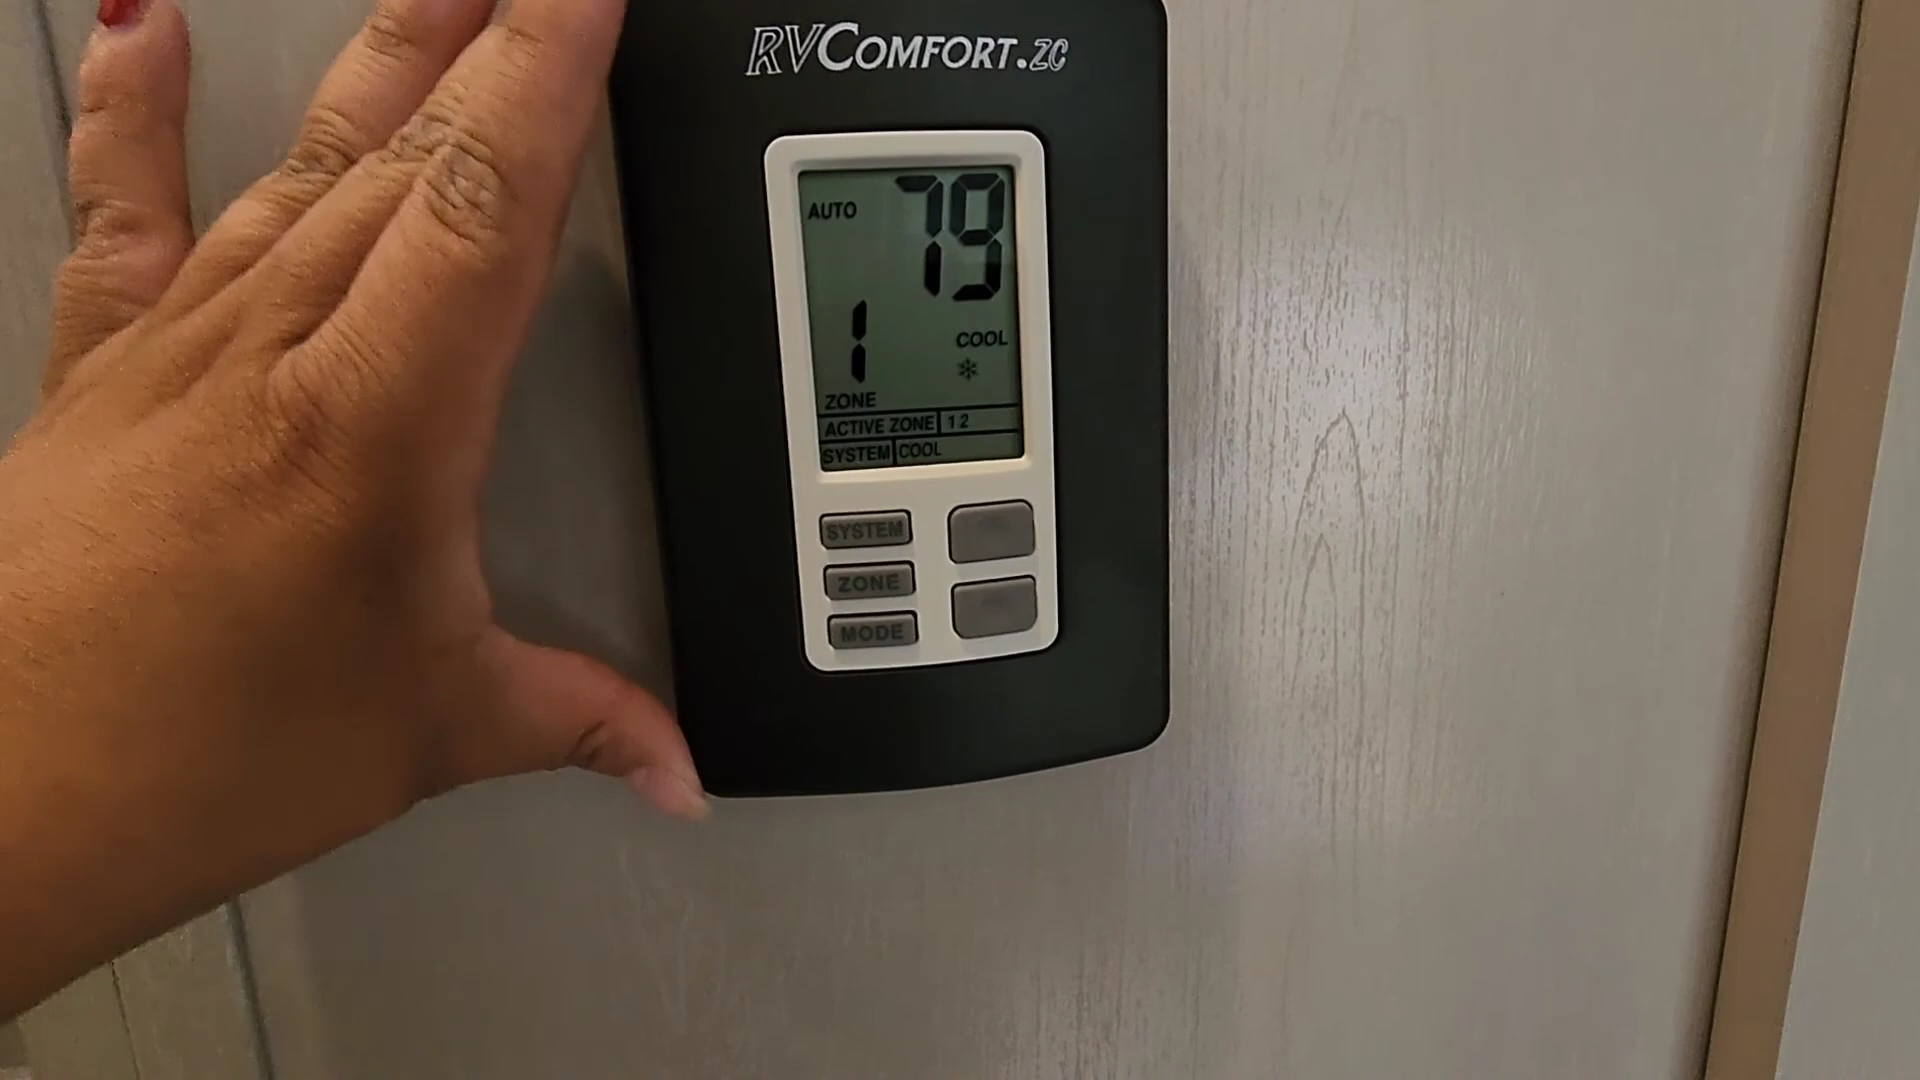 RVCOMFORT.ZC
AUTO 79
1 COOL
ZONE
ACTIVE ZONE 1 2
SYSTEM COOL
SYSTEM
ZONE
MODE